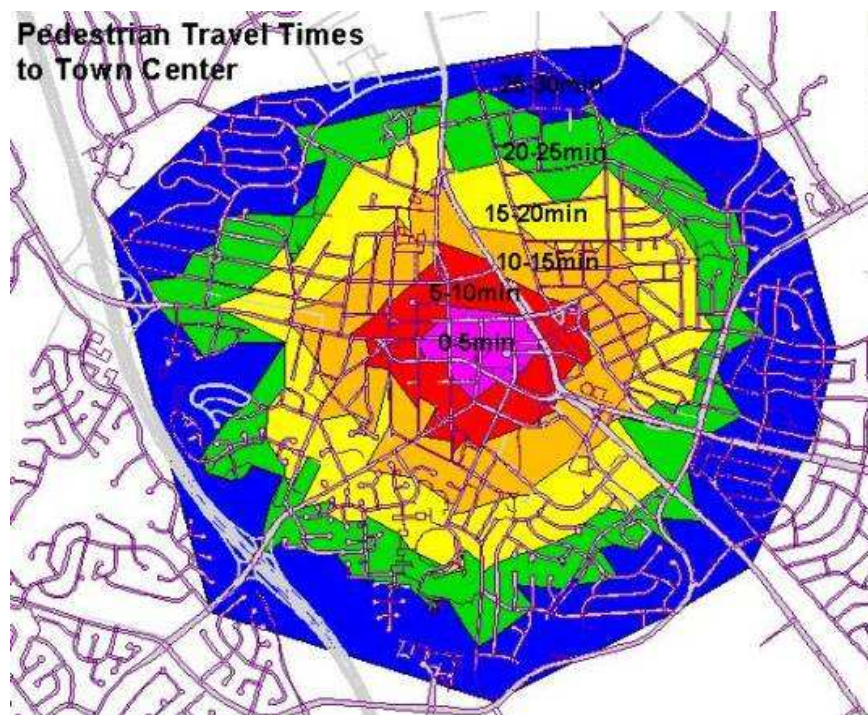 Pedestrian Travel Times
to Town Center
25-30min
20-25min
15-20min
10-15min
5-10min
0-5min